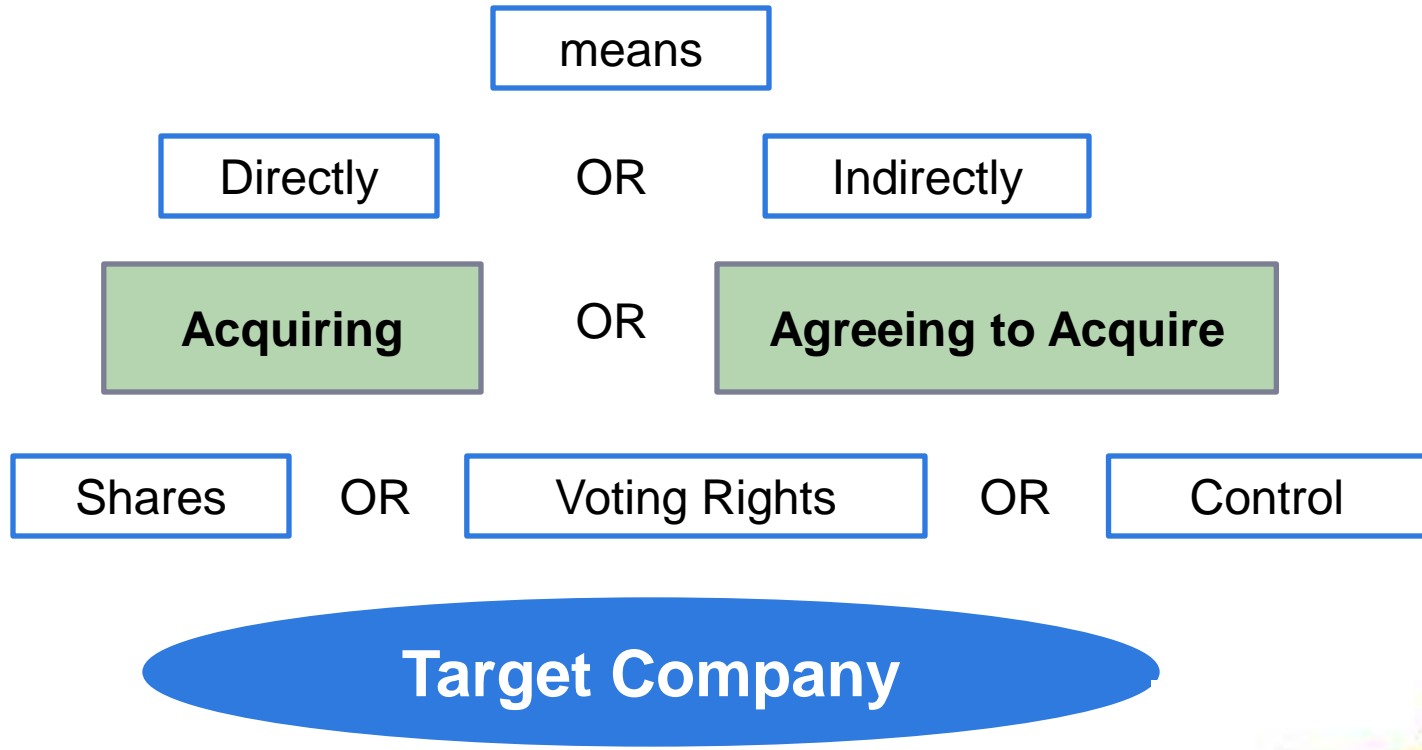 means
Directly OR Indirectly
Acquiring OR Agreeing to Acquire
Shares OR Voting Rights OR Control
Target Company